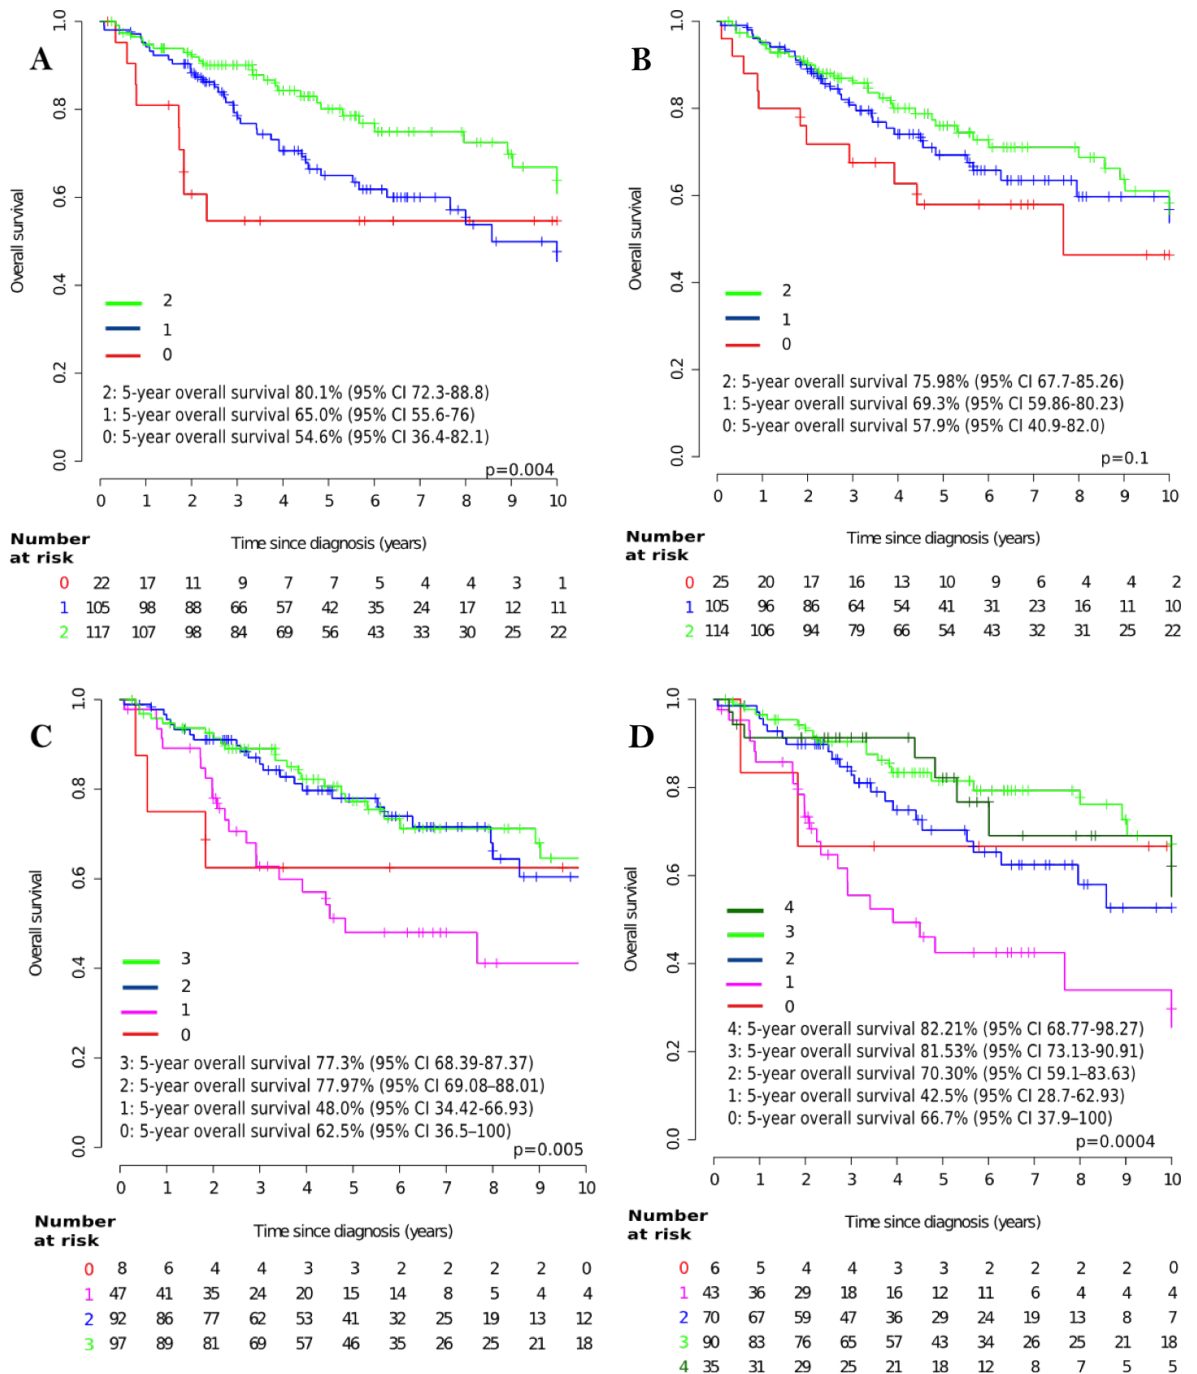 A
Overall survival
1.0
0.8
0.6
0.4
0.2
0.0
2
1
0
2: 5-year overall survival 80.1% (95% CI 72.3-88.8)
1: 5-year overall survival 65.0% (95% CI 55.6-76)
0: 5-year overall survival 54.6% (95% CI 36.4-82.1)
p=0.004
0 1 2 3 4 5 6 7 8 9 10
Time since diagnosis (years)
Number
at risk
0 22 17 11 9 7 7 5 4 4 3 1
1 105 98 88 66 57 42 35 24 17 12 11
2 117 107 98 84 69 56 43 33 30 25 22
B
Overall survival
1.0
0.8
0.6
0.4
0.2
0.0
2
1
0
2: 5-year overall survival 75.98% (95% CI 67.7-85.26)
1: 5-year overall survival 69.3% (95% CI 59.86-80.23)
0: 5-year overall survival 57.9% (95% CI 40.9-82.0)
p=0.1
0 1 2 3 4 5 6 7 8 9 10
Time since diagnosis (years)
Number
at risk
0 25 20 17 16 13 10 9 6 4 4 2
1 105 96 86 64 54 41 31 23 16 11 10
2 114 106 94 79 66 54 43 32 31 25 22
C
Overall survival
1.0
0.8
0.6
0.4
0.2
0.0
3
2
1
0
3: 5-year overall survival 77.3% (95% CI 68.39-87.37)
2: 5-year overall survival 77.97% (95% CI 69.08–88.01)
1: 5-year overall survival 48.0% (95% CI 34.42-66.93)
0: 5-year overall survival 62.5% (95% CI 36.5–100)
p=0.005
0 1 2 3 4 5 6 7 8 9 10
Time since diagnosis (years)
Number
at risk
0 8 6 4 4 3 3 2 2 2 2 0
1 47 41 35 24 20 15 14 8 5 4 4
2 92 86 77 62 53 41 32 25 19 13 12
3 97 89 81 69 57 46 35 26 25 21 18
D
Overall survival
1.0
0.8
0.6
0.4
0.2
0.0
4
3
2
1
0
4: 5-year overall survival 82.21% (95% CI 68.77-98.27)
3: 5-year overall survival 81.53% (95% CI 73.13-90.91)
2: 5-year overall survival 70.30% (95% CI 59.1–83.63)
1: 5-year overall survival 42.5% (95% CI 28.7-62.93)
0: 5-year overall survival 66.7% (95% CI 37.9–100)
p=0.0004
0 1 2 3 4 5 6 7 8 9 10
Time since diagnosis (years)
Number
at risk
0 6 5 4 4 3 3 2 2 2 2 0
1 43 36 29 18 16 12 11 6 4 4 4
2 70 67 59 47 36 29 24 19 13 8 7
3 90 83 76 65 57 43 34 26 25 21 18
4 35 31 29 25 21 18 12 8 7 5 5